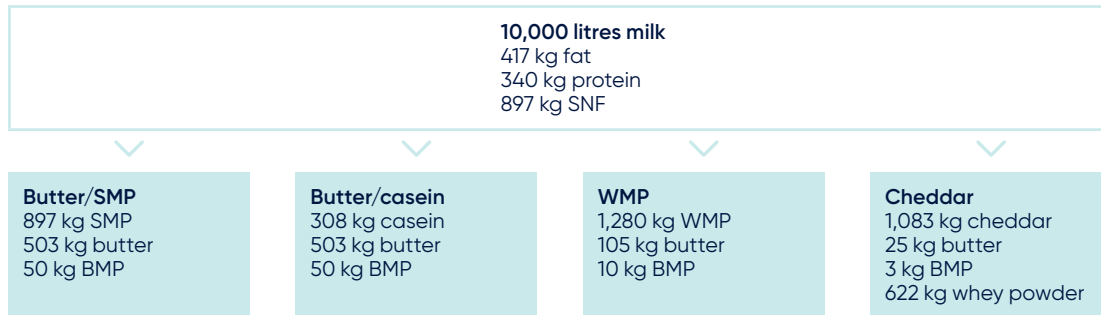 10,000 litres milk
417 kg fat
340 kg protein
897 kg SNF
Butter/SMP
897 kg SMP
503 kg butter
50 kg BMP
Butter/casein
308 kg casein
503 kg butter
50 kg BMP
WMP
1,280 kg WMP
105 kg butter
10 kg BMP
Cheddar
1,083 kg cheddar
25 kg butter
3 kg BMP
622 kg whey powder